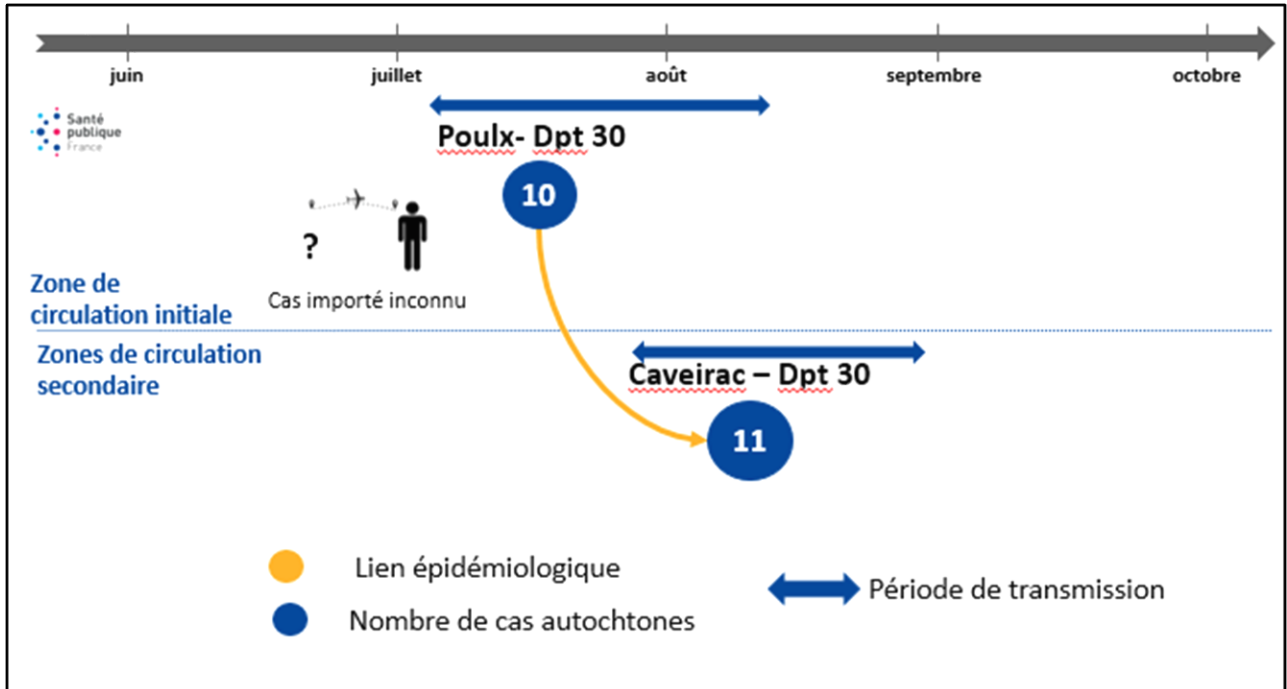 juin juillet août septembre octobre
Santé
publique
France
Poulx- Dpt 30
10
?
Cas importé inconnu
Zone de
circulation initiale
Zones de circulation
secondaire
Caveirac – Dpt 30
11
Lien épidémiologique
Nombre de cas autochtones
Période de transmission